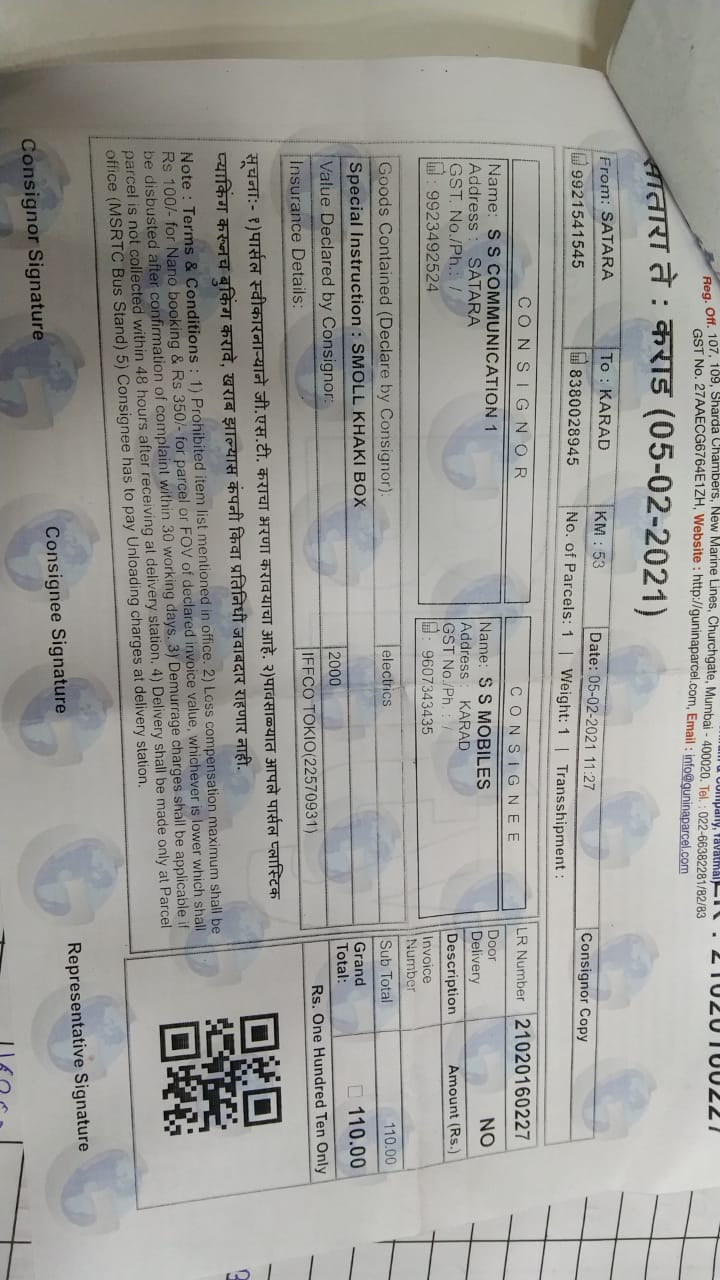 21020160227
Reg. Off. 107, 109, Sharda Chambers, New Marine Lines, Churchgate, Mumbai - 400020. Tel. : 022-66382281/82/83
GST No. 27AAECG6764E1ZH, Website : http://guninaparcel.com, Email : info@guninaparcel.com
सातारा ते : कराड (05-02-2021)
Consignor Copy
From: SATARA To : KARAD KM : 53 Date: 05-02-2021 11:27
9921541545 8380028945 No. of Parcels: 1 | Weight: 1 | Transshipment :
CONSIGNOR
Name: S S COMMUNICATION 1
Address : SATARA
GST. No./Ph.: /
: 9923492524
CONSIGNEE
Name: S S MOBILES
Address : KARAD
GST No./Ph. : /
: 9607343435
LR Number 21020160227
Door Delivery NO
Description Amount (Rs.)
Invoice Number
Sub Total 110.00
Grand Total: 110.00
Rs. One Hundred Ten Only
Goods Contained (Declare by Consignor): electrics
Special Instruction : SMOLL KHAKI BOX
Value Declared by Consignor: 2000
Insurance Details: IFFCO TOKIO(22570931)
सूचना:- १)पार्सल स्वीकारनाऱ्याने जी.एस.टी. कराचा भरणा करावयाचा आहे. २)पावसाळ्यात आपले पार्सल प्लास्टिक
प्याकिंग करूनच बुकिंग करावे, खराब झाल्यास कंपनी किंवा प्रतिनिधी जवाबदार राहणार नाही.
Note : Terms & Conditions : 1) Prohibited item list mentioned in office. 2) Loss compensation maximum shall be
Rs 100/- for Nano booking & Rs 350/- for parcel or FOV of declared invoice value, whichever is lower which shall
be disbusted after confirmation of complaint within 30 working days. 3) Demurrage charges shall be applicable if
parcel is not collected within 48 hours after receiving at delivery station. 4) Delivery shall be made only at Parcel
office (MSRTC Bus Stand) 5) Consignee has to pay Unloading charges at delivery station.
Consignor Signature Consignee Signature Representative Signature